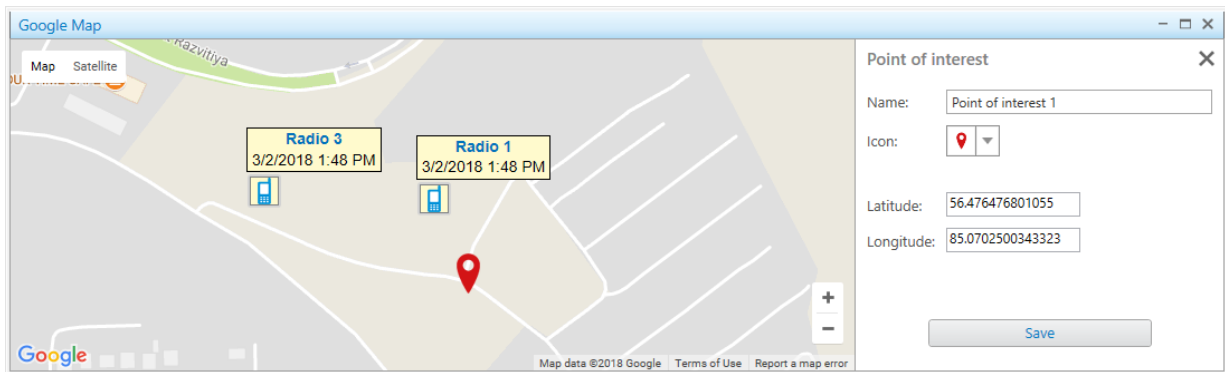 Google Map
Razvitiya
Map Satellite
Radio 3
3/2/2018 1:48 PM
Radio 1
3/2/2018 1:48 PM
+
−
Google
Map data ©2018 Google Terms of Use Report a map error
Point of interest
Name: Point of interest 1
Icon:
Latitude: 56.476476801055
Longitude: 85.0702500343323
Save